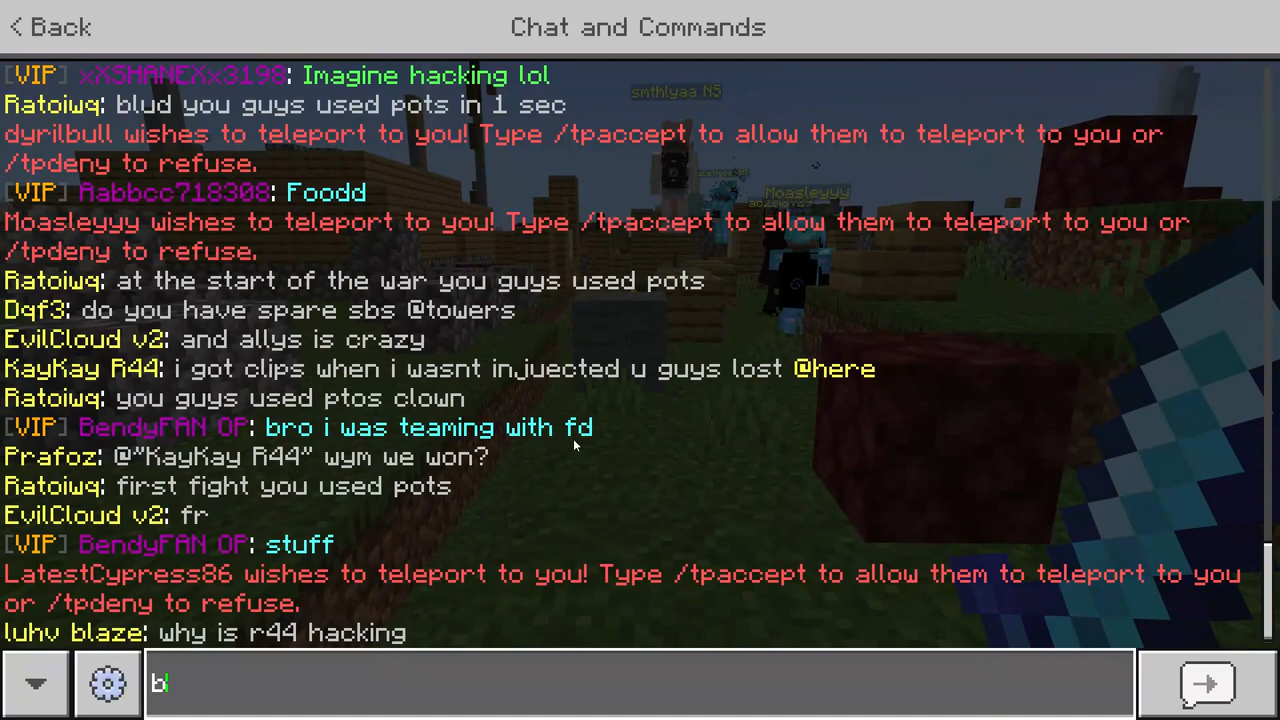 < Back
Chat and Commands
[VIP] xXSHANEXx3198: Imagine hacking lol
smthlyaa NS
Ratoiwq: blud you guys used pots in 1 sec
dyrilbull wishes to teleport to you! Type /tpaccept to allow them to teleport to you or
/tpdeny to refuse.
[VIP] Aabbcc718308: Foodd
Moasleyyy
Moasleyyy wishes to teleport to you! Type /tpaccept to allow them to teleport to you or
/tpdeny to refuse.
Ratoiwq: at the start of the war you guys used pots
Dqf3: do you have spare sbs @towers
EvilCloud v2: and allys is crazy
KayKay R44: i got clips when i wasnt injuected u guys lost @here
Ratoiwq: you guys used ptos clown
[VIP] BendyFAN OP: bro i was teaming with fd
Prafoz: @"KayKay R44" wym we won?
Ratoiwq: first fight you used pots
EvilCloud v2: fr
[VIP] BendyFAN OP: stuff
LatestCypress86 wishes to teleport to you! Type /tpaccept to allow them to teleport to you
or /tpdeny to refuse.
luhv blaze: why is r44 hacking
b